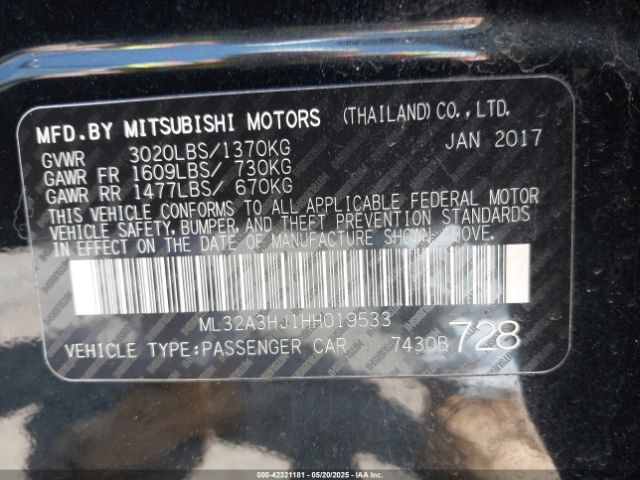 MFD.BY MITSUBISHI MOTORS (THAILAND)CO.,LTD.
GVWR 3020LBS/1370KG JAN 2017
GAWR FR 1609LBS/ 730KG
GAWR RR 1477LBS/ 670KG
THIS VEHICLE CONFORMS TO ALL APPLICABLE FEDERAL MOTOR
VEHICLE SAFETY, BUMPER, AND THEFT PREVENTION STANDARDS
IN EFFECT ON THE DATE OF MANUFACTURE SHOWN ABOVE.
ML32A3HJ1HH019533
VEHICLE TYPE:PASSENGER CAR 7430B 728
000-42321181 - 05/20/2025 - IAAI.COM